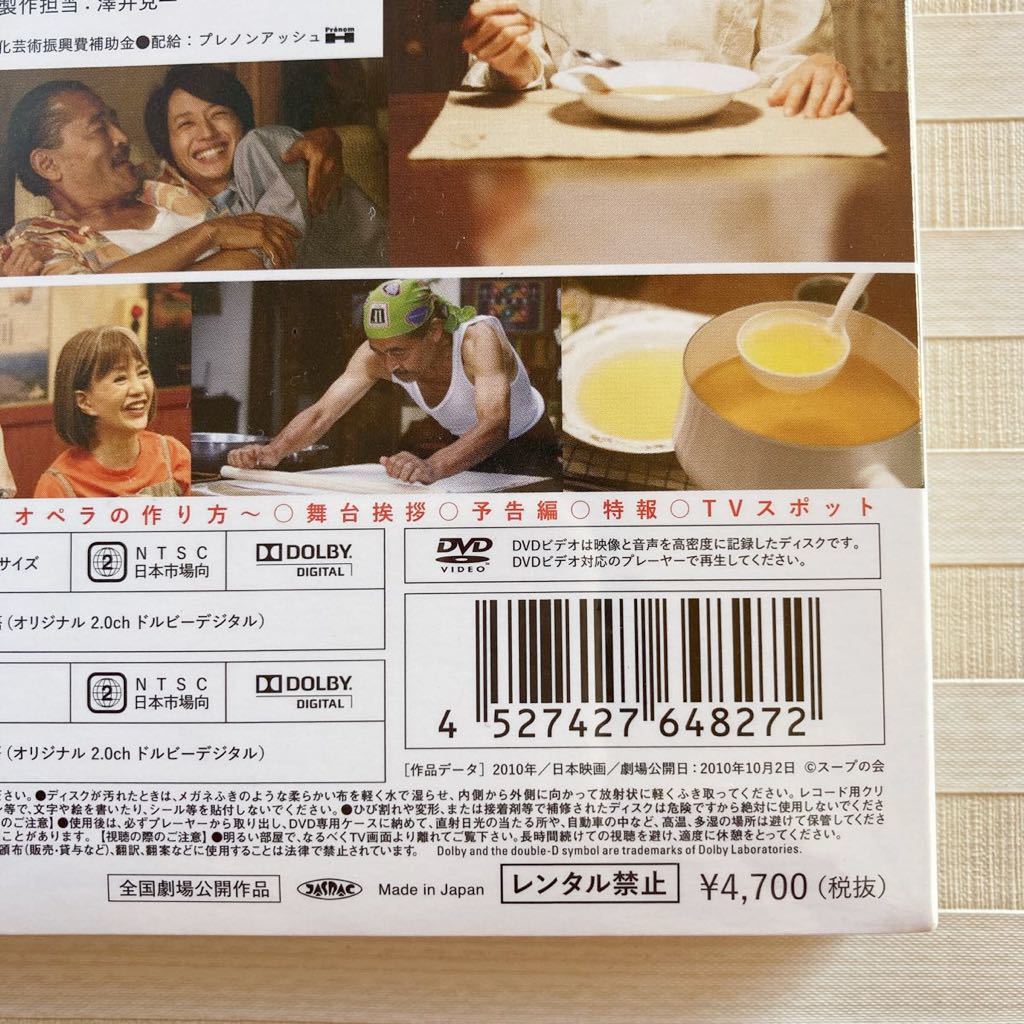 製作担当：澤井克一
化芸術振興費補助金●配給：プレノンアッシュ Prénom H
オペラの作り方～○舞台挨拶○予告編○特報○TVスポット
サイズ
2
NTSC
日本市場向
DOLBY.
DIGITAL
(オリジナル 2.0ch ドルビーデジタル)
2
NTSC
日本市場向
DOLBY.
DIGITAL
(オリジナル 2.0ch ドルビーデジタル)
DVD
VIDEO™
DVDビデオは映像と音声を高密度に記録したディスクです。
DVDビデオ対応のプレーヤーで再生してください。
4 527427 648272
[作品データ] 2010年／日本映画／劇場公開日：2010年10月2日 ©スープの会
ださい。●ディスクが汚れたときは、メガネふきのような柔らかい布を軽く水で湿らせ、内側から外側に向かって放射状に軽くふき取ってください。レコード用クリ
ン等で、文字や絵を書いたり、シール等を貼付しないでください。●ひび割れや変形、または接着剤等で補修されたディスクは危険ですから絶対に使用しないでくださ
のご注意】●使用後は、必ずプレーヤーから取り出し、DVD専用ケースに納めて、直射日光の当たる所や、自動車の中など、高温、多湿の場所は避けて保管してくださ
ことがあります。【視聴の際のご注意】●明るい部屋で、なるべくTV画面より離れてご覧下さい。長時間続けての視聴を避け、適度に休憩をとってください。
頒布(販売・貸与など)、翻訳、翻案などに使用することは法律で禁止されています。 Dolby and the double-D symbol are trademarks of Dolby Laboratories.
全国劇場公開作品
JASRAC
Made in Japan
レンタル禁止
¥4,700（税抜）